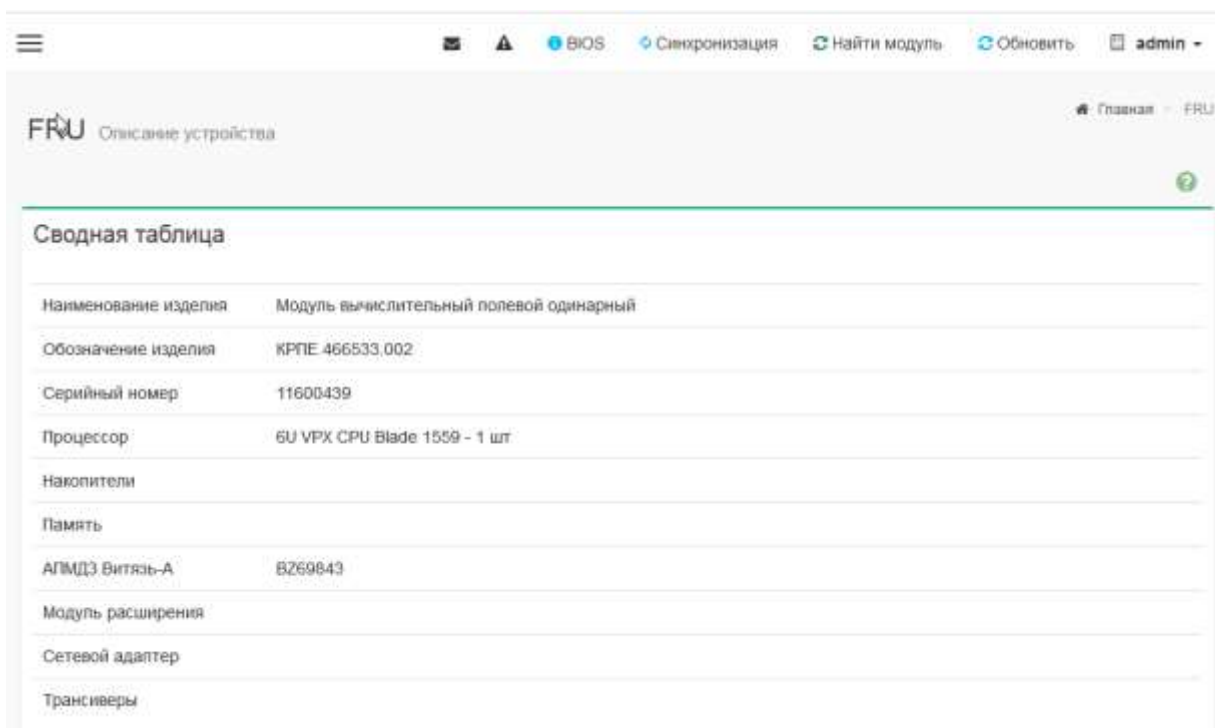 BIOS Синхронизация Найти модуль Обновить admin
Главная FRU
FRU Описание устройства
Сводная таблица
Наименование изделия Модуль вычислительный полевой одинарный
Обозначение изделия КРПЕ.466533.002
Серийный номер 11600439
Процессор 6U VPX CPU Blade 1559 - 1 шт
Накопители
Память
АПМДЗ Витязь-А BZ69843
Модуль расширения
Сетевой адаптер
Трансиверы